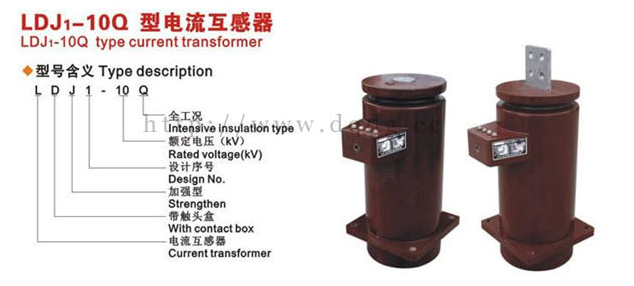 LDJ1-10Q 型电流互感器
LDJ1-10Q type current transformer
型号含义 Type description
L D J 1 - 10 Q
全工况
Intensive insulation type
额定电压（kV）
Rated voltage(kV)
设计序号
Design No.
加强型
Strengthen
带触头盒
With contact box
电流互感器
Current transformer